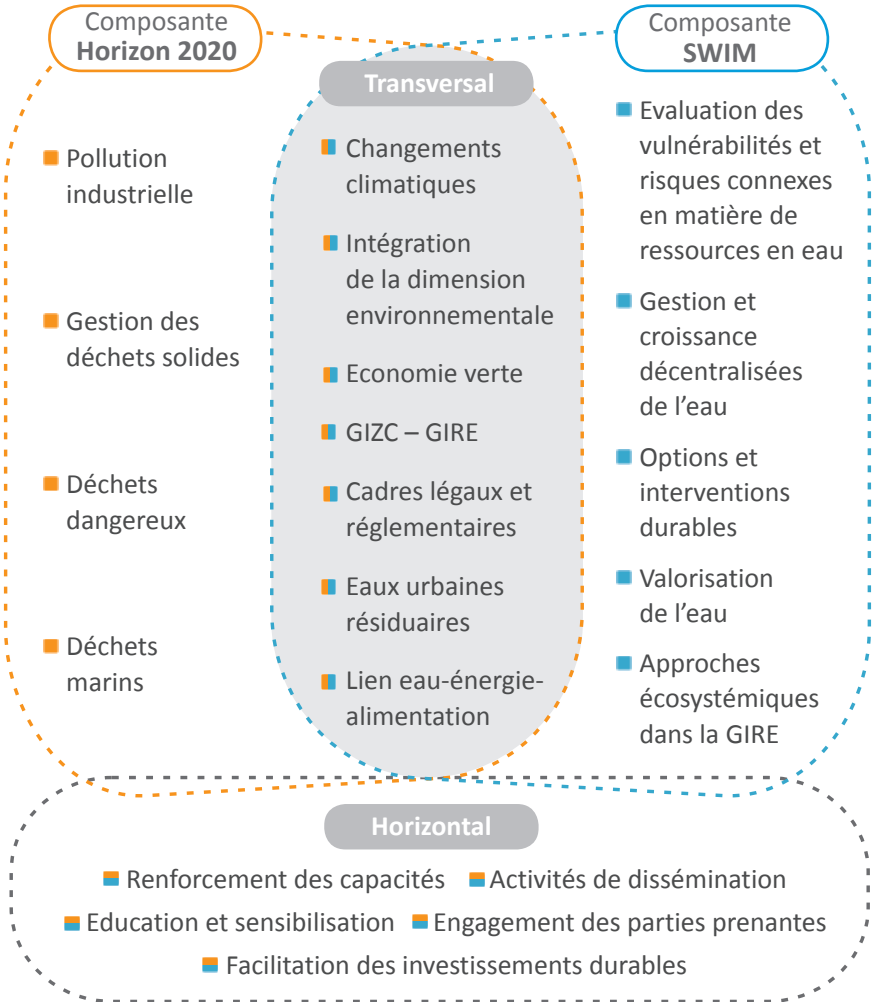 Composante
Horizon 2020
Pollution
industrielle
Gestion des
déchets solides
Déchets
dangereux
Déchets
marins
Transversal
Changements
climatiques
Intégration
de la dimension
environnementale
Economie verte
GIZC – GIRE
Cadres légaux et
réglementaires
Eaux urbaines
résiduaires
Lien eau-énergie-
alimentation
Composante
SWIM
Evaluation des
vulnérabilités et
risques connexes
en matière de
ressources en eau
Gestion et
croissance
décentralisées
de l’eau
Options et
interventions
durables
Valorisation
de l’eau
Approches
écosystémiques
dans la GIRE
Horizontal
Renforcement des capacités Activités de dissémination
Education et sensibilisation Engagement des parties prenantes
Facilitation des investissements durables